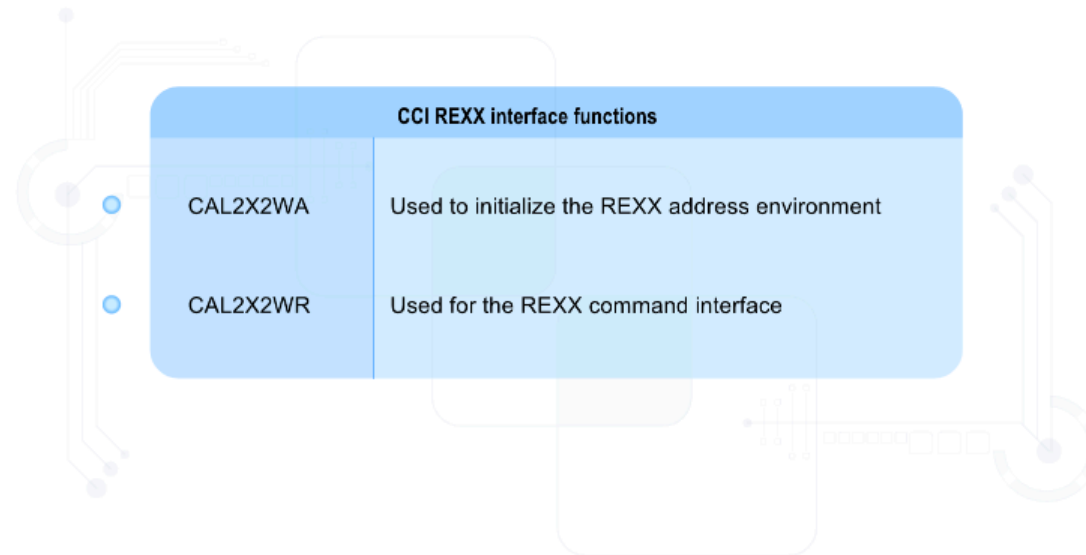 CCI REXX interface functions
CAL2X2WA Used to initialize the REXX address environment
CAL2X2WR Used for the REXX command interface